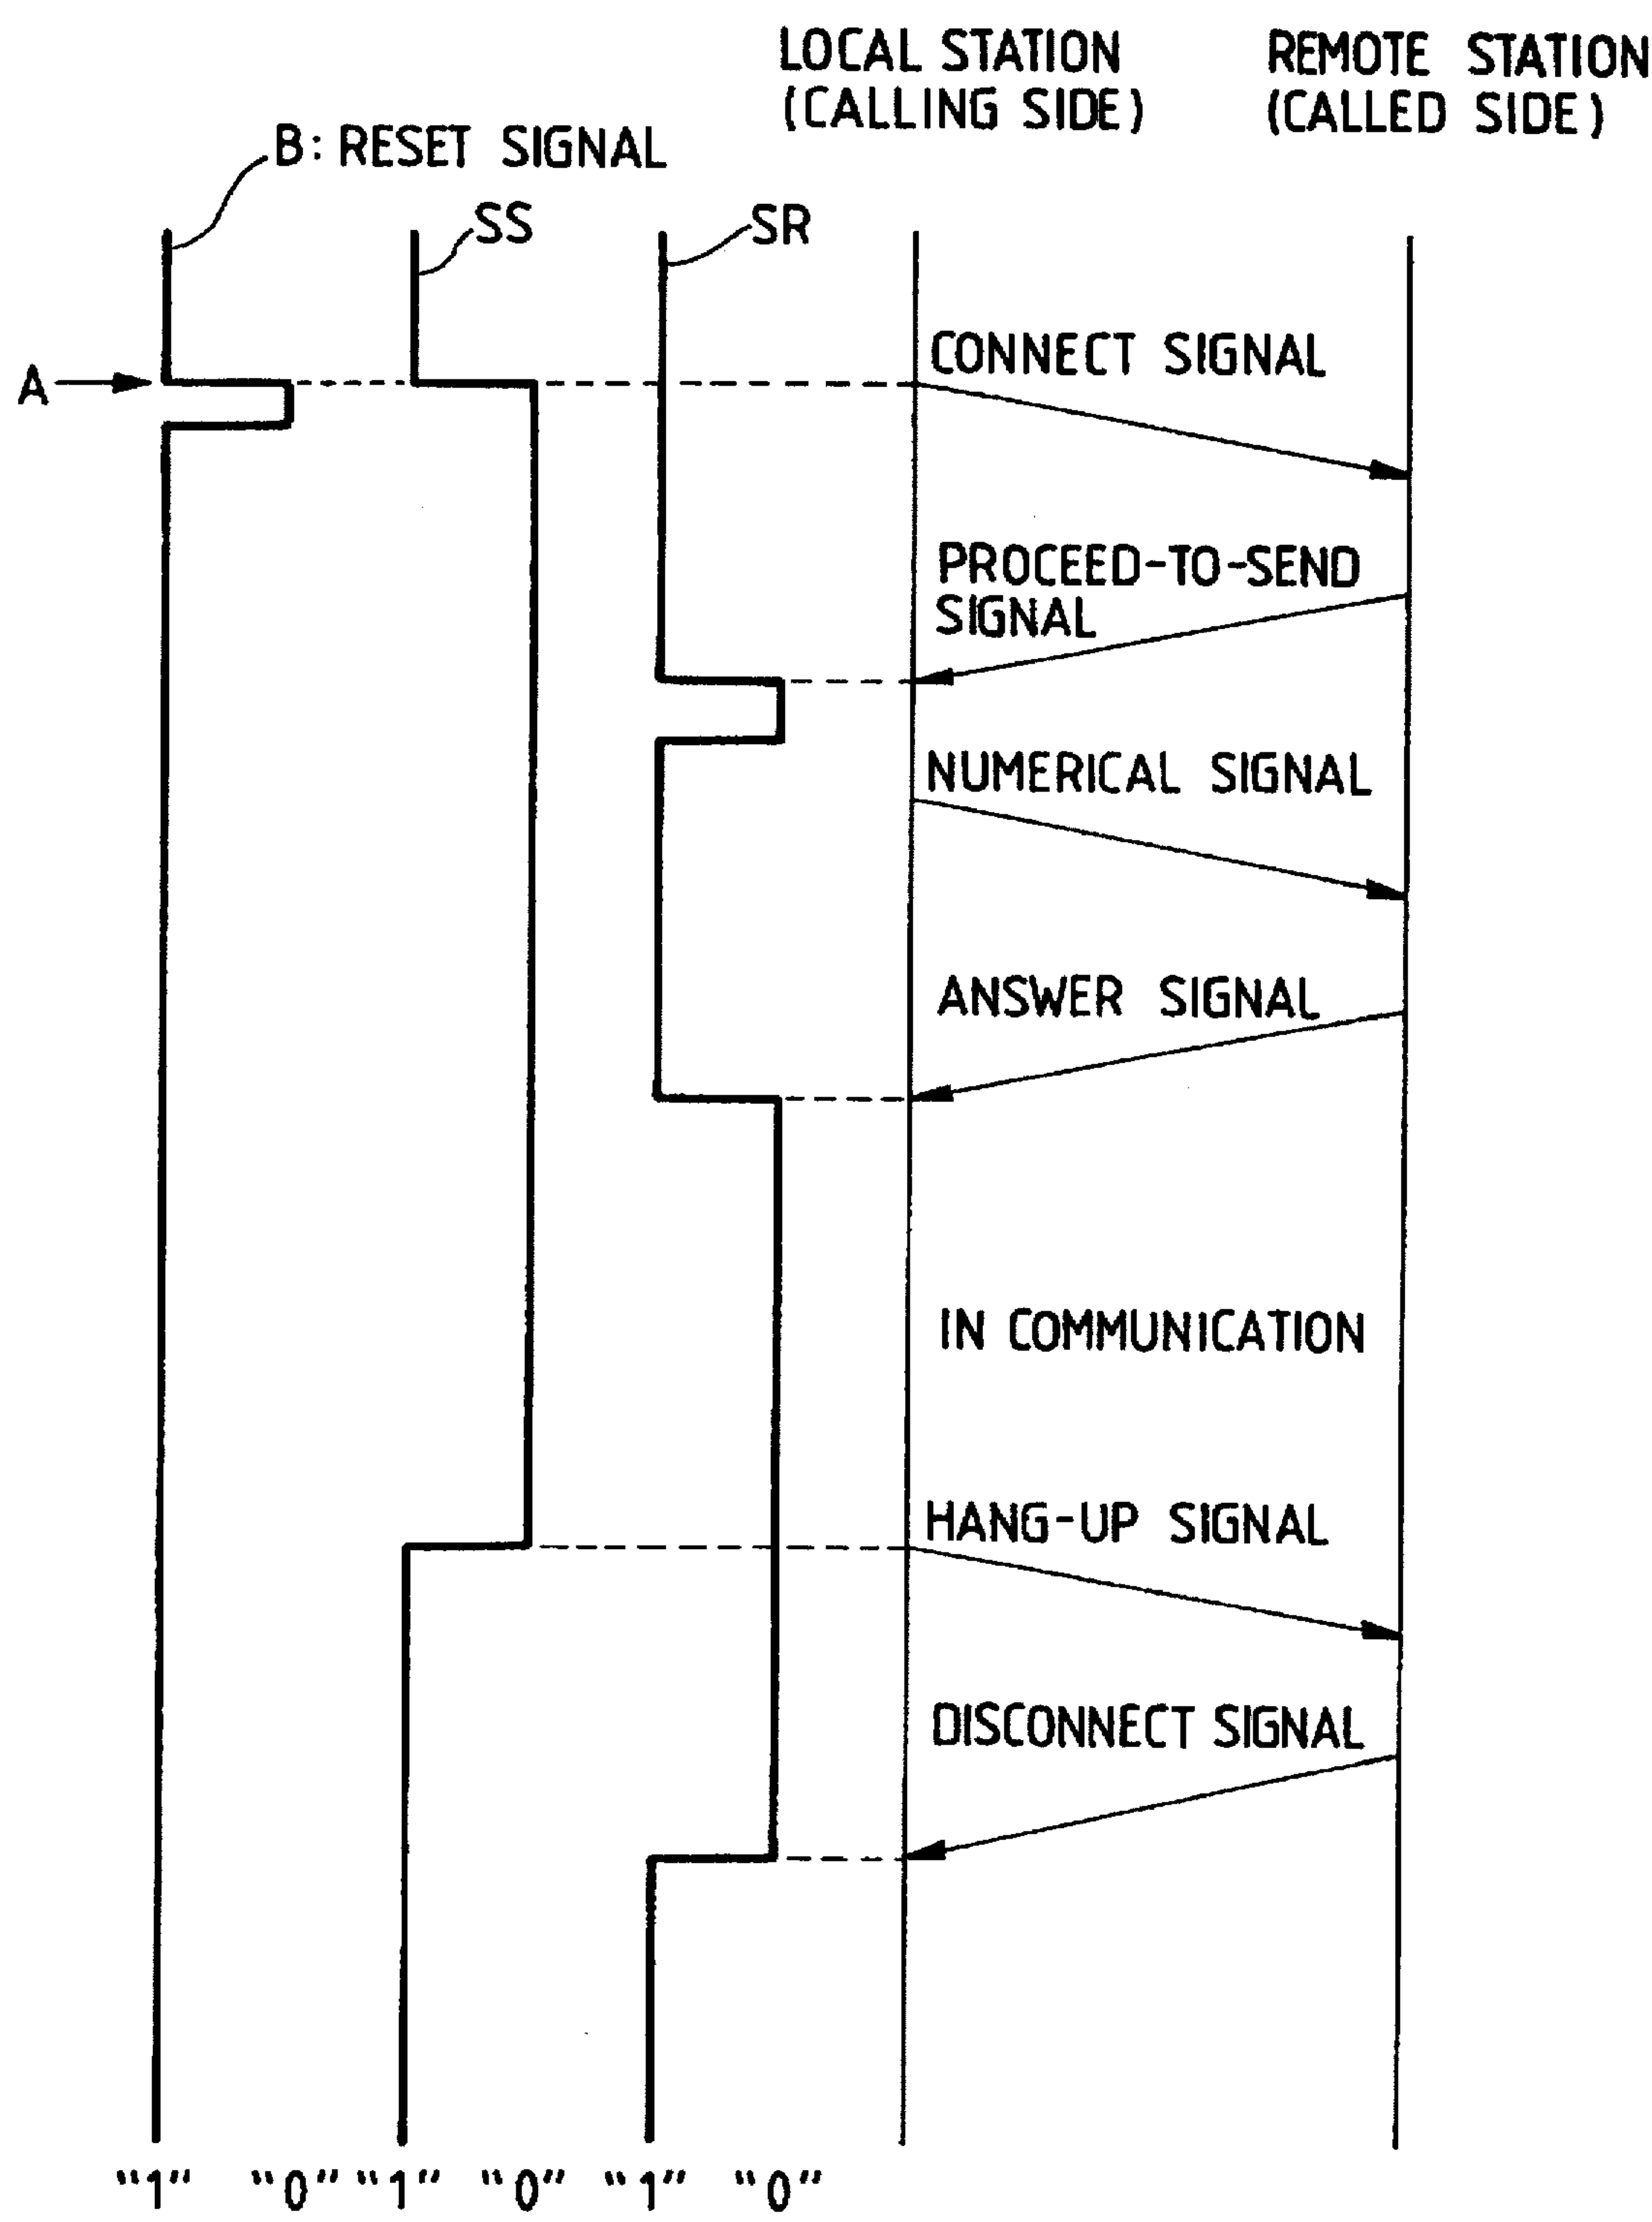 LOCAL STATION
(CALLING SIDE)
REMOTE STATION
(CALLED SIDE)
B: RESET SIGNAL
SS
SR
A
CONNECT SIGNAL
PROCEED-TO-SEND
SIGNAL
NUMERICAL SIGNAL
ANSWER SIGNAL
IN COMMUNICATION
HANG-UP SIGNAL
DISCONNECT SIGNAL
"1" "0" "1" "0" "1" "0"